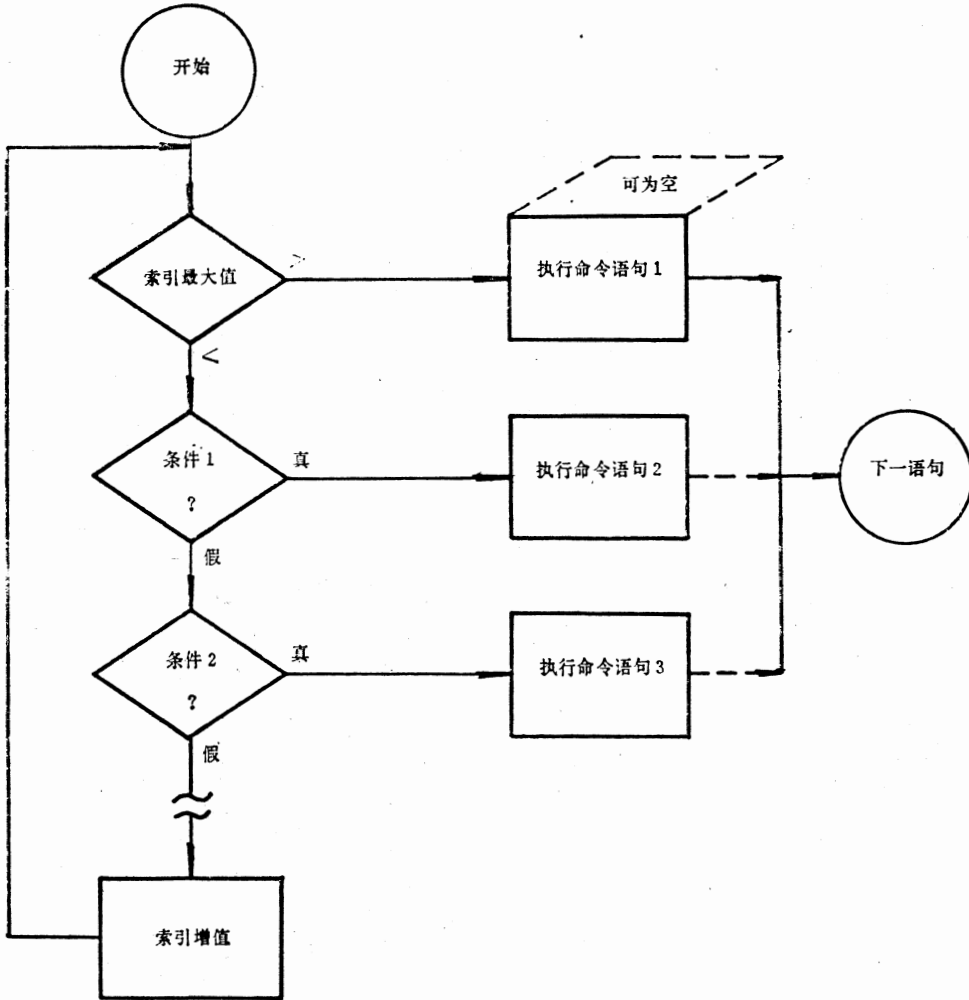 开始
可为空
索引最大值
执行命令语句1
<
条件1
?
真
执行命令语句2
下一语句
假
条件2
?
真
执行命令语句3
假
索引增值